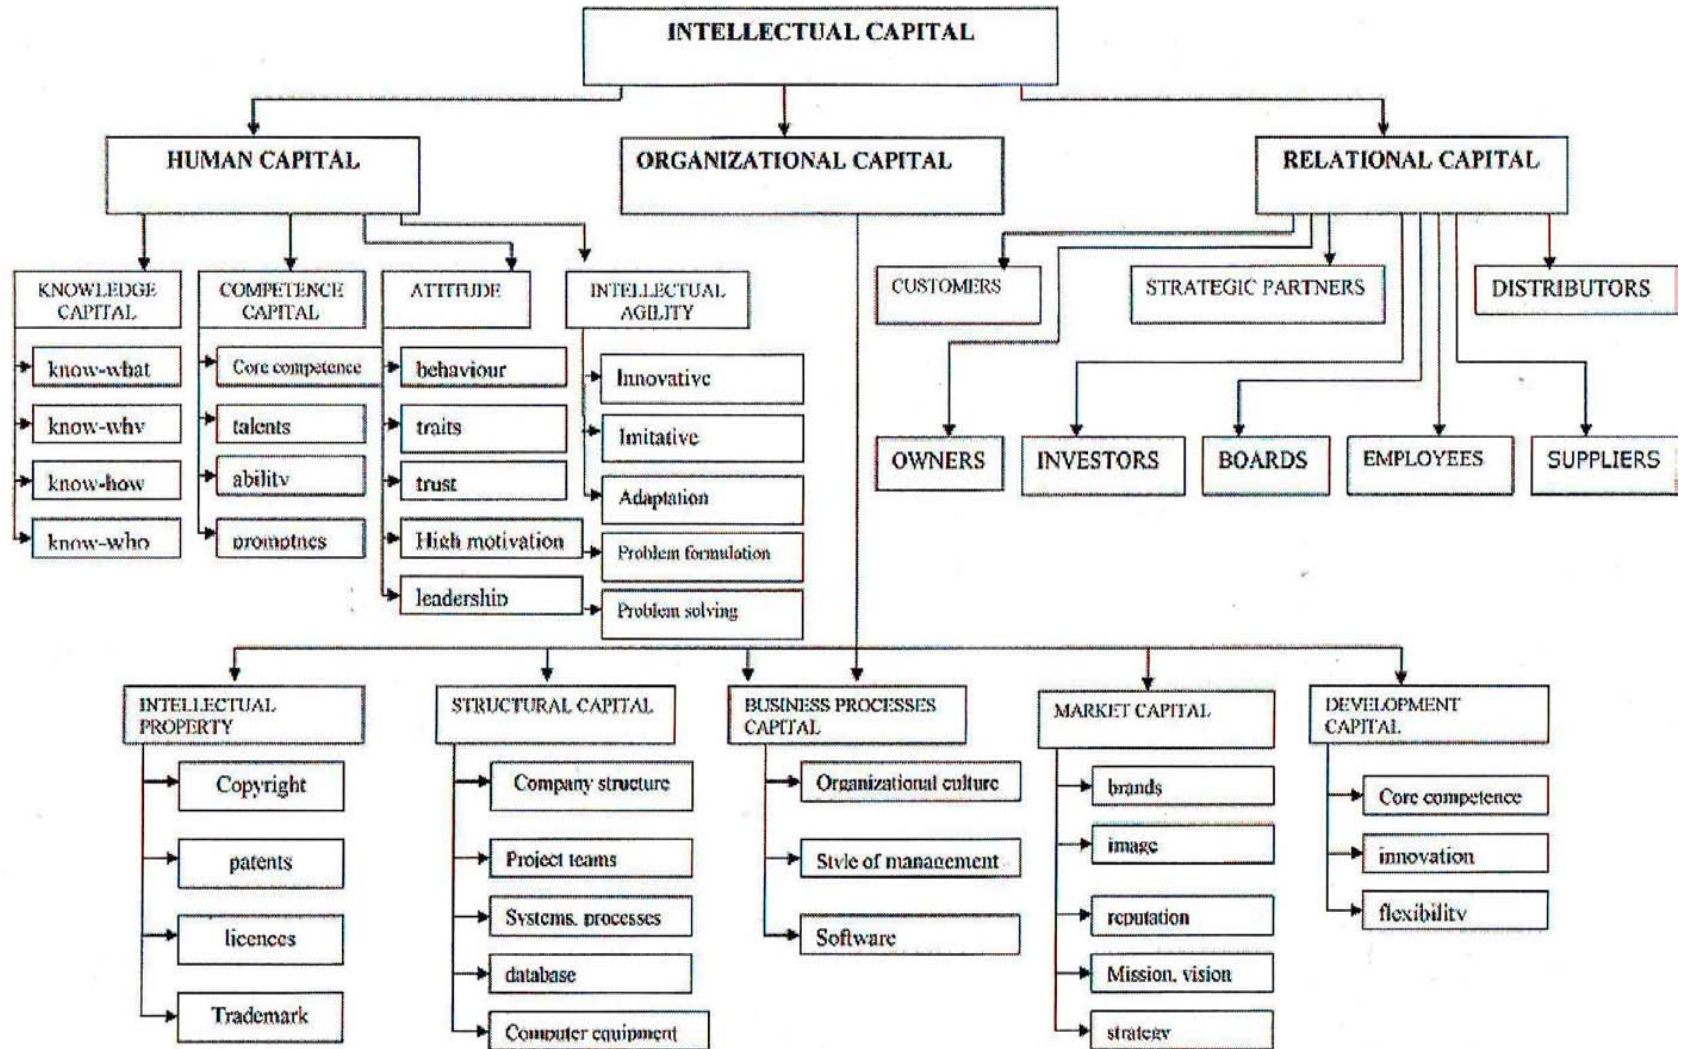 INTELLECTUAL CAPITAL
HUMAN CAPITAL
ORGANIZATIONAL CAPITAL
RELATIONAL CAPITAL
KNOWLEDGE
CAPITAL
know-what
know-why
know-how
know-who
COMPETENCE
CAPITAL
Core competence
talents
ability
promptnes
ATTITUDE
behaviour
traits
trust
High motivation
leadership
INTELLECTUAL
AGILITY
Innovative
Imitative
Adaptation
Problem formulation
Problem solving
CUSTOMERS
STRATEGIC PARTNERS
DISTRIBUTORS
OWNERS
INVESTORS
BOARDS
EMPLOYEES
SUPPLIERS
INTELLECTUAL
PROPERTY
Copyright
patents
licences
Trademark
STRUCTURAL CAPITAL
Company structure
Project teams
Systems, processes
database
Computer equipment
BUSINESS PROCESSES
CAPITAL
Organizational culture
Style of management
Software
MARKET CAPITAL
brands
image
reputation
Mission, vision
strategy
DEVELOPMENT
CAPITAL
Core competence
innovation
flexibility